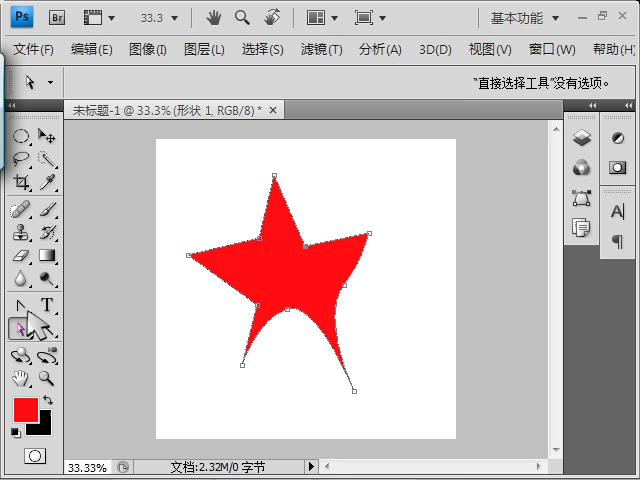 Ps Br 33.3 基本功能
文件(F) 编辑(E) 图像(I) 图层(L) 选择(S) 滤镜(T) 分析(A) 3D(D) 视图(V) 窗口(W) 帮助(H)
“直接选择工具”没有选项。
未标题-1 @ 33.3% (形状 1, RGB/8) * ×
A
T
33.33% 文档:2.32M/0 字节